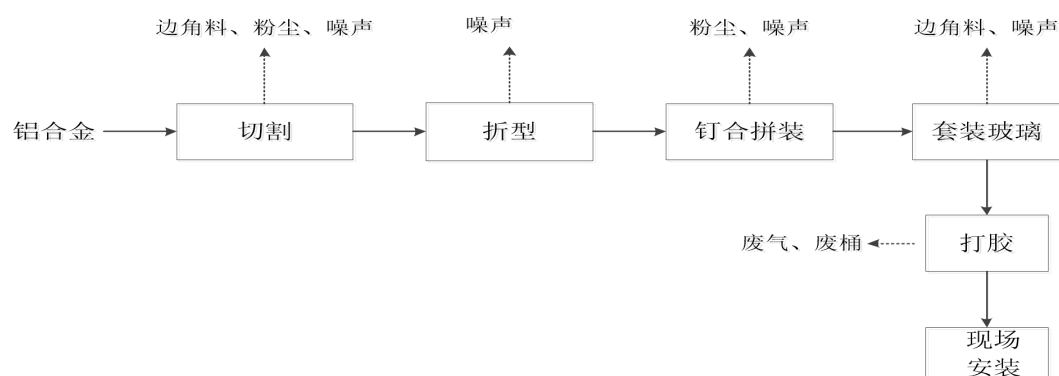 边角料、粉尘、噪声
噪声
粉尘、噪声
边角料、噪声
铝合金
切割
折型
钉合拼装
套装玻璃
废气、废桶
打胶
现场
安装